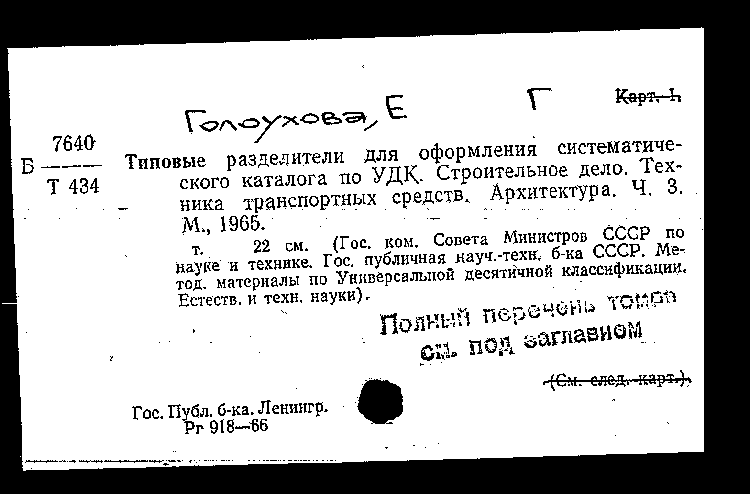 Голоухова, Е Г Карт. 1.
Б 7640
Т 434
Типовые разделители для оформления систематиче-
ского каталога по УДК. Строительное дело. Тех-
ника транспортных средств. Архитектура. Ч. 3.
М., 1965.
т. 22 см. (Гос. ком. Совета Министров СССР по
науке и технике. Гос. публичная науч.-техн. б-ка СССР. Ме-
тод. материалы по Универсальной десятичной классификации.
Естеств. и техн. науки).
Полный перечень томов
см. под заглавном
(См. след. карт.).
Гос. Публ. б-ка. Ленингр.
Рг 918—66